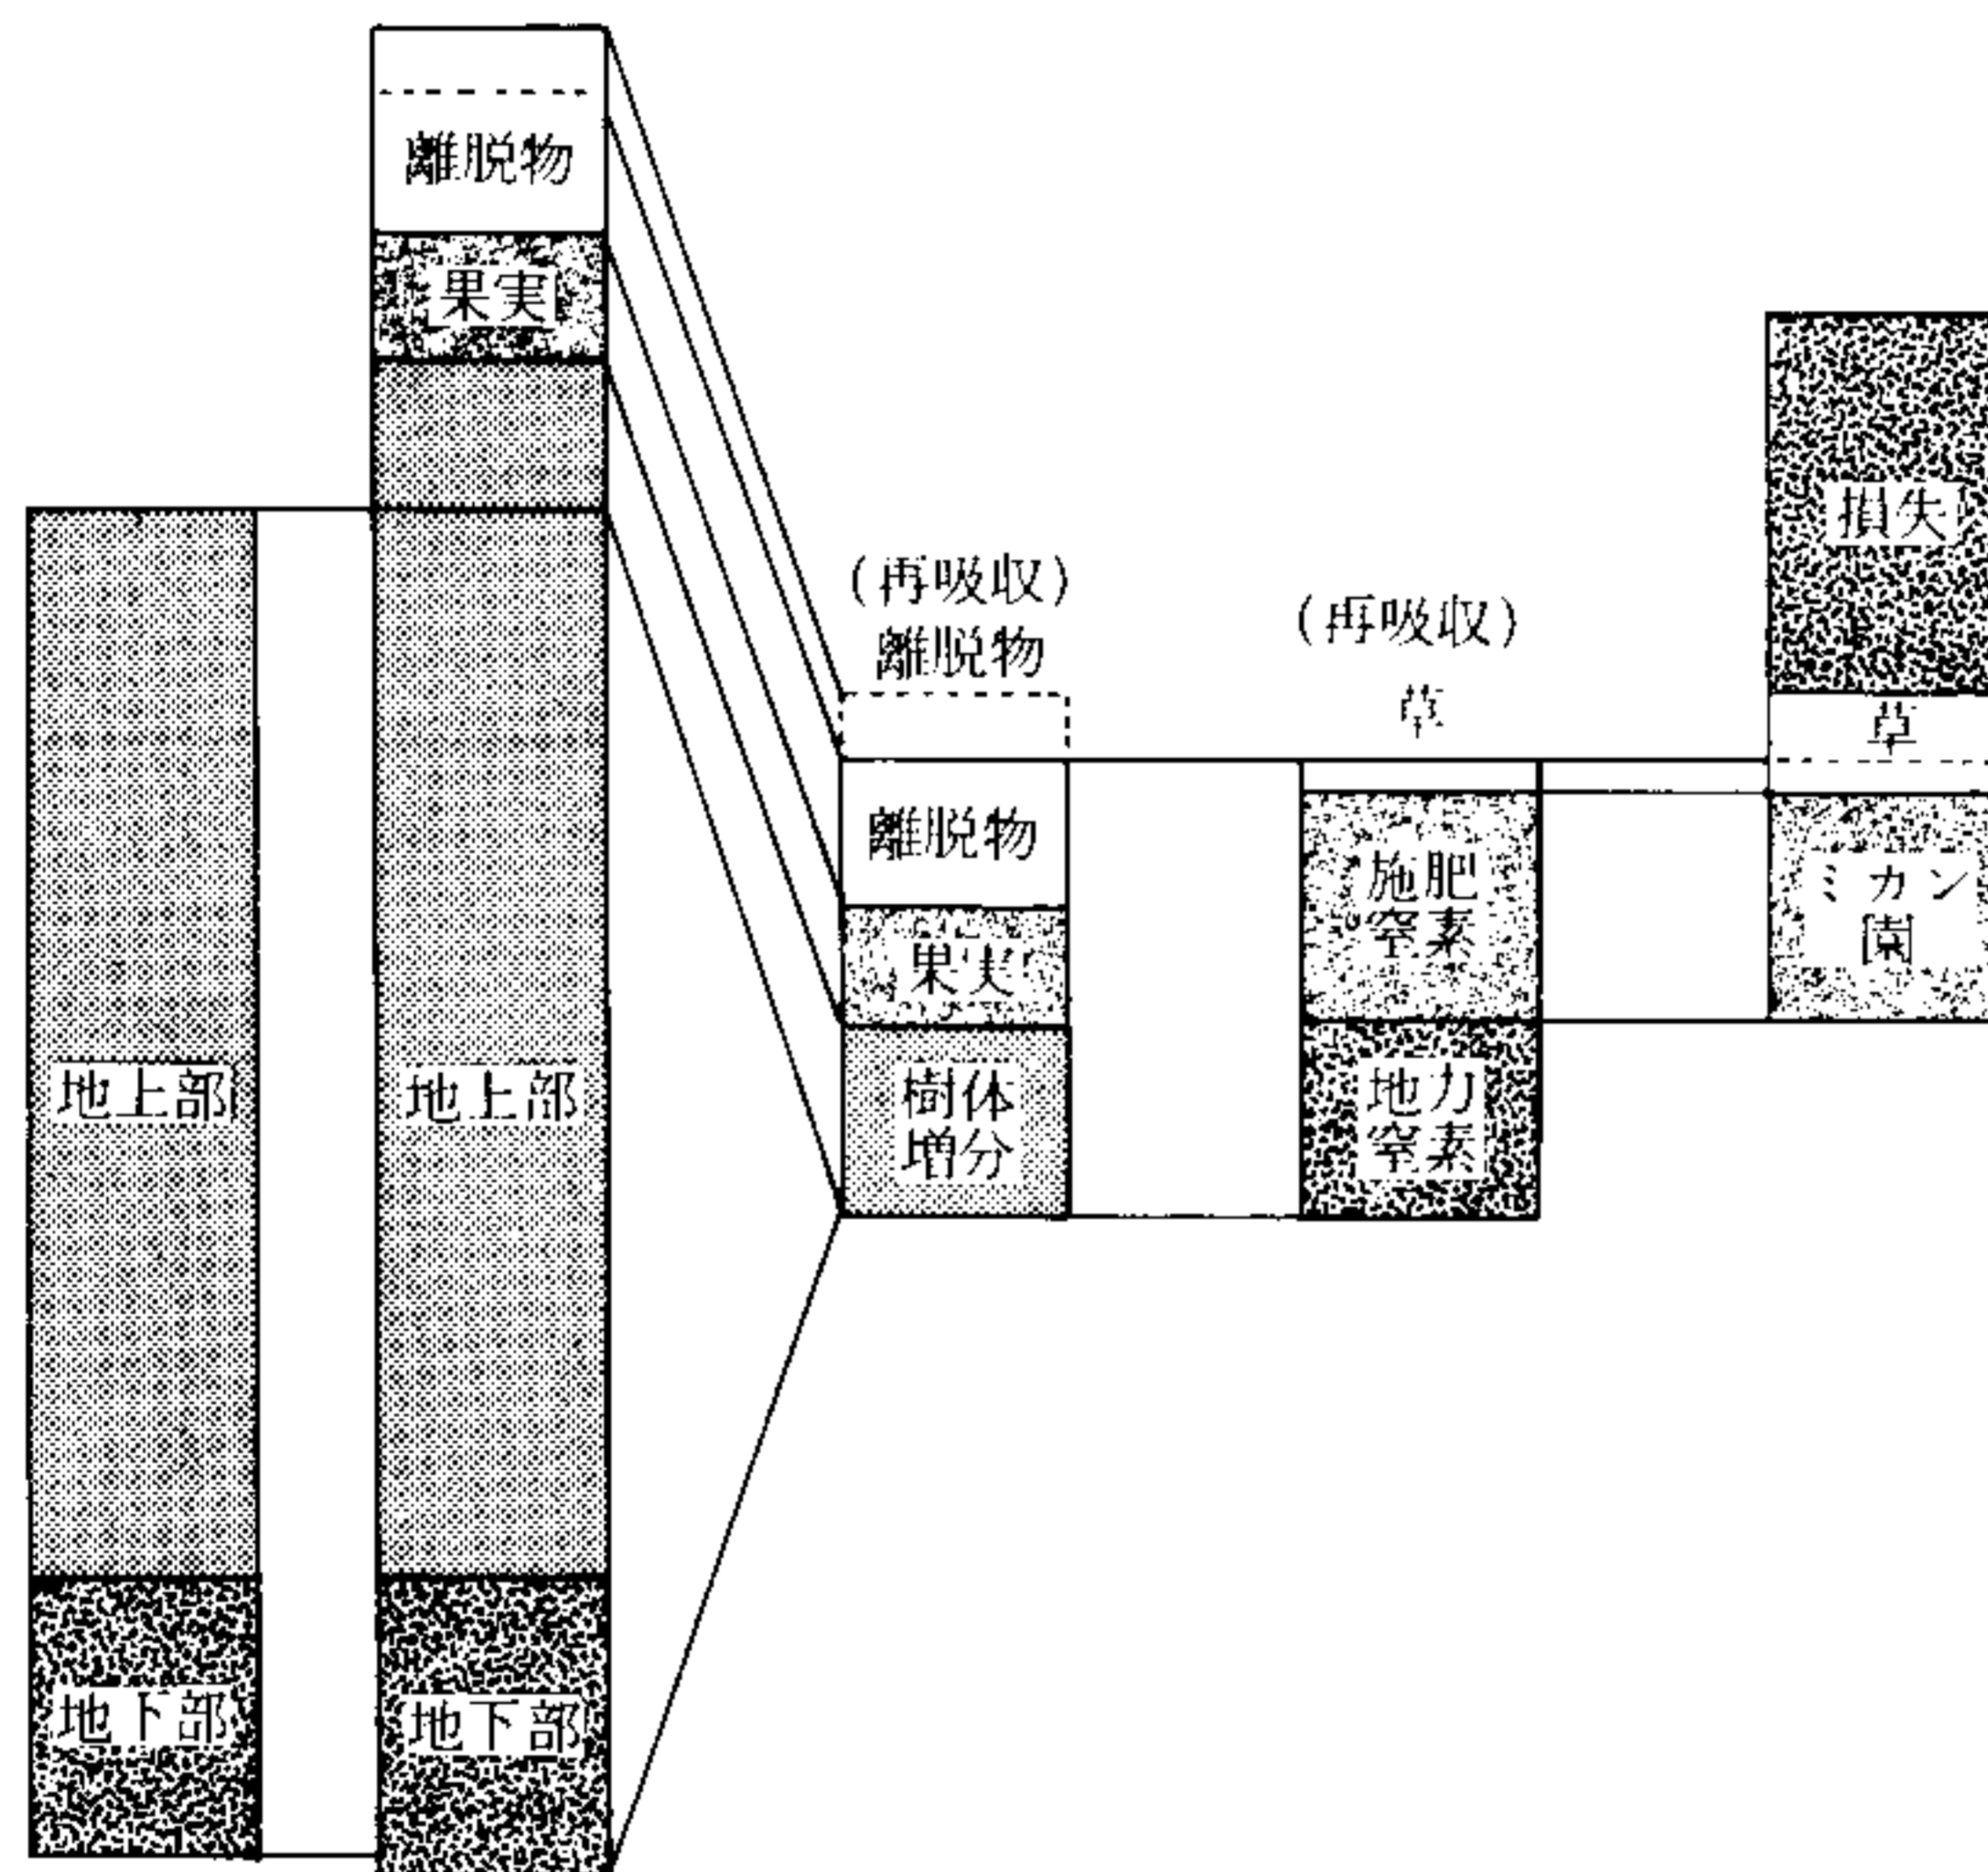 離脱物
果実
地上部
地下部
地上部
地下部
(再吸収)
離脱物
離脱物
果実
樹体
増分
(再吸収)
草
施肥
窒素
地力
窒素
損失
草
ミカン
園